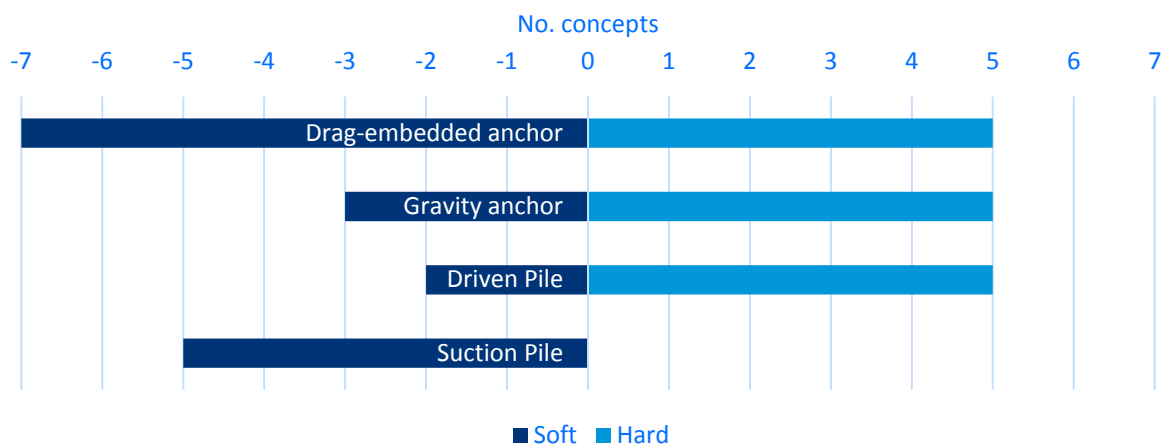 No. concepts
-7 -6 -5 -4 -3 -2 -1 0 1 2 3 4 5 6 7
Drag-embedded anchor
Gravity anchor
Driven Pile
Suction Pile
Soft Hard